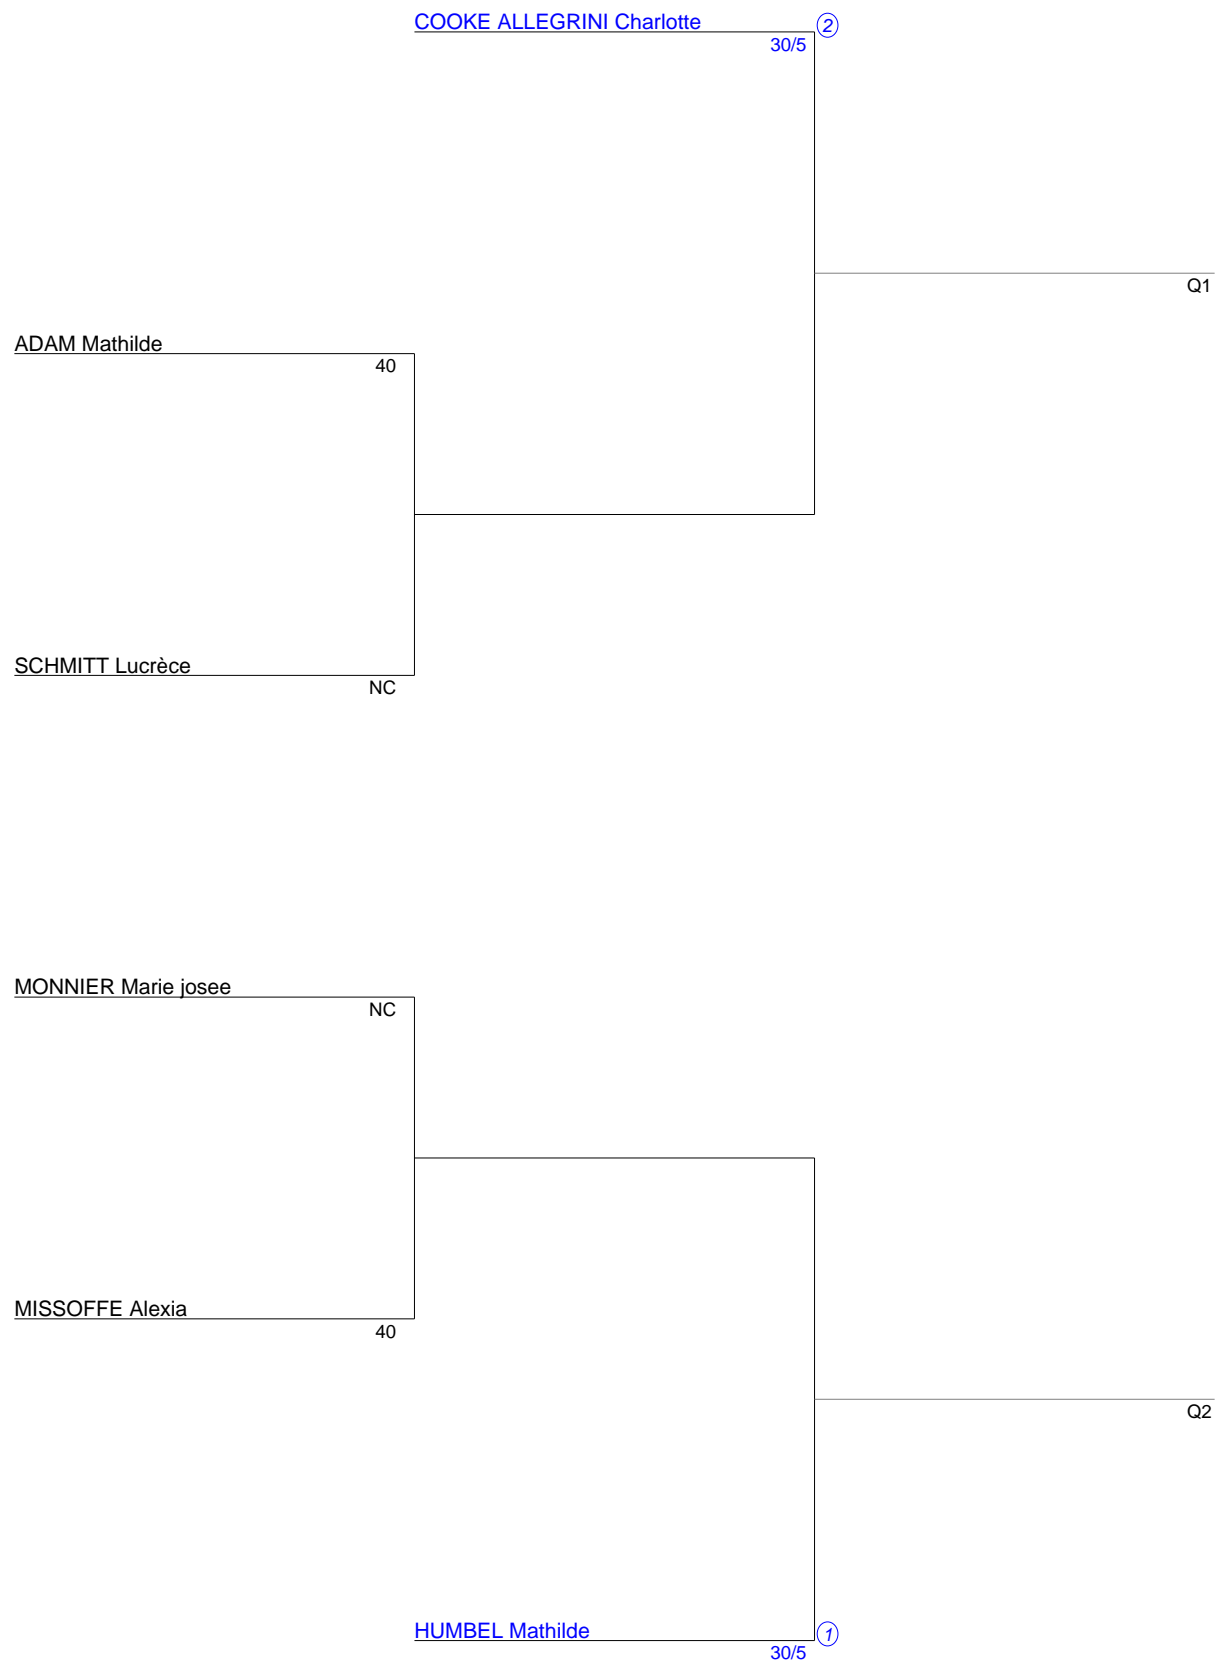 COOKE ALLEGRINI Charlotte
2
30/5
Q1
ADAM Mathilde
40
SCHMITT Lucrèce
NC
MONNIER Marie josee
NC
MISSOFFE Alexia
40
Q2
HUMBEL Mathilde
1
30/5